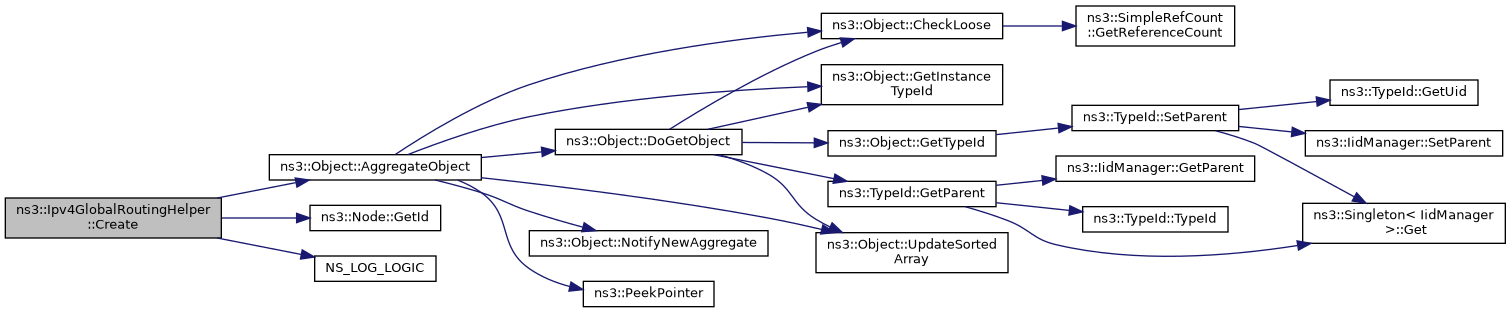 ns3::Ipv4GlobalRoutingHelper
::Create
ns3::Object::AggregateObject
ns3::Node::GetId
NS_LOG_LOGIC
ns3::Object::DoGetObject
ns3::Object::NotifyNewAggregate
ns3::PeekPointer
ns3::Object::CheckLoose
ns3::Object::GetInstance
TypeId
ns3::Object::GetTypeId
ns3::TypeId::GetParent
ns3::Object::UpdateSorted
Array
ns3::SimpleRefCount
::GetReferenceCount
ns3::TypeId::SetParent
ns3::IidManager::GetParent
ns3::TypeId::TypeId
ns3::TypeId::GetUid
ns3::IidManager::SetParent
ns3::Singleton< IidManager
>::Get